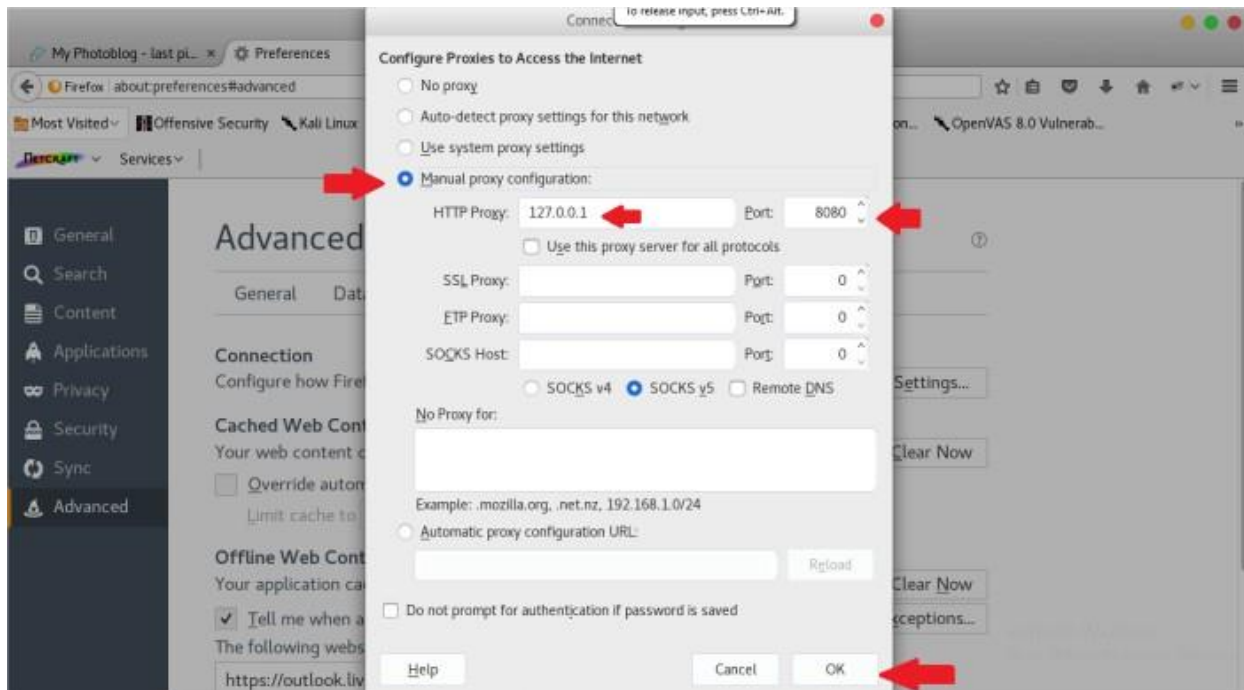 To release input, press Ctrl+Alt.
Connec
My Photoblog - last pi... × Preferences
Configure Proxies to Access the Internet
Firefox about:preferences#advanced
No proxy
Most Visited Offensive Security Kali Linux on... OpenVAS 8.0 Vulnerab...
Auto-detect proxy settings for this network
NETCRAFT Services
Use system proxy settings
Manual proxy configuration:
HTTP Proxy: 127.0.0.1 Port: 8080
Use this proxy server for all protocols
SSL Proxy: Port: 0
FTP Proxy: Port: 0
SOCKS Host: Port: 0
SOCKS v4 SOCKS v5 Remote DNS
No Proxy for:
Example: .mozilla.org, .net.nz, 192.168.1.0/24
Automatic proxy configuration URL:
Reload
Do not prompt for authentication if password is saved
Help Cancel OK
General
Search
Content
Applications
Privacy
Security
Sync
Advanced
Advanced
General Data
Connection
Configure how Firef Settings...
Cached Web Cont
Your web content c Clear Now
Override autom
Limit cache to
Offline Web Cont
Your application ca Clear Now
Tell me when a xceptions...
The following webs
https://outlook.liv